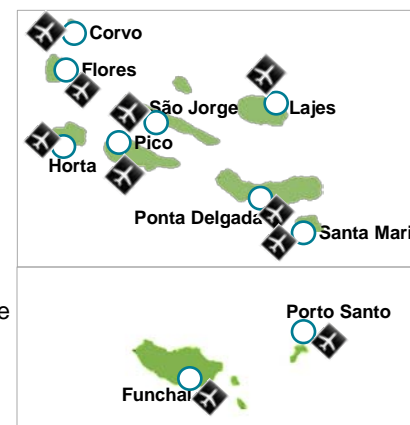 Corvo
Flores
São Jorge
Lajes
Pico
Horta
Ponta Delgada
Santa Mari
e
Porto Santo
Funchal